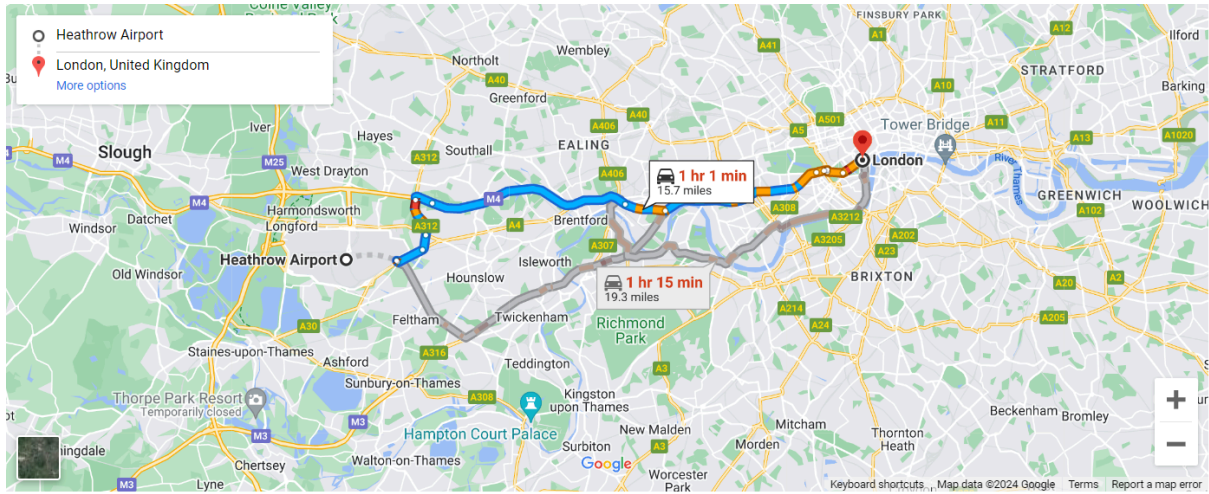 Colne Valley
FINSBURY PARK
Heathrow Airport
London, United Kingdom
More options
A41
A1
A12
Ilford
Wembley
Northolt
STRATFORD
A40
Greenford
A10
Barking
A40
A406
A501
A5
A11
Iver
Hayes
Tower Bridge
A13
A1020
EALING
Slough
A312
Southall
M4
M25
London
West Drayton
A406
River Thames
1 hr 1 min
15.7 miles
GREENWICH
M4
M4
Harmondsworth
A308
A102
WOOLWICH
Datchet
Longford
A312
A4
Brentford
A3212
Windsor
A3205
A202
A307
A23
Heathrow Airport
Isleworth
Old Windsor
Hounslow
BRIXTON
A2
1 hr 15 min
19.3 miles
A20
A214
A205
A30
Feltham
Twickenham
Richmond
Park
A24
Staines-upon-Thames
A316
Ashford
Teddington
A3
Sunbury-on-Thames
Thorpe Park Resort
Temporarily closed
A308
Kingston
upon Thames
Beckenham
Bromley
M3
Mitcham
New Malden
M3
Hampton Court Palace
Thornton
Heath
Morden
Surbiton
A3
Chertsey
Walton-on-Thames
Google
Worcester
Park
M3
Lyne
Keyboard shortcuts
Map data ©2024 Google
Terms
Report a map error